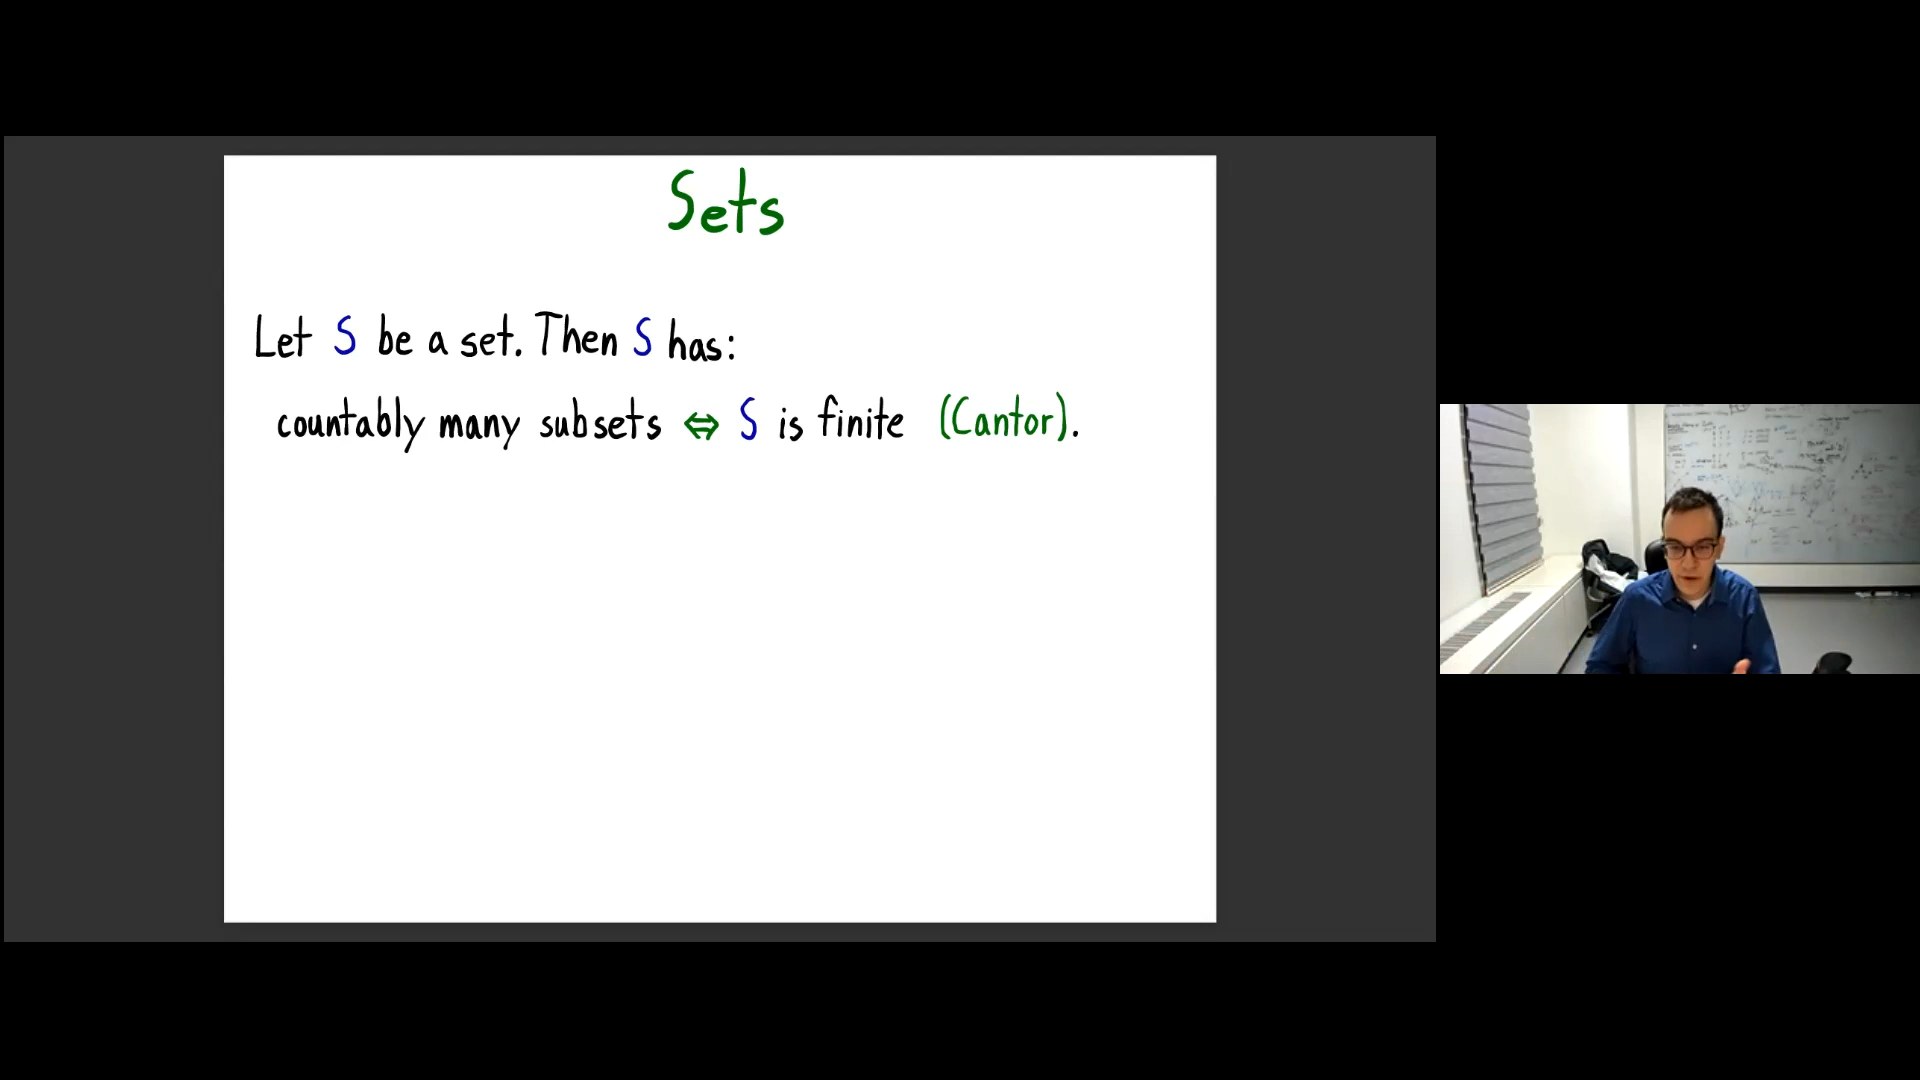 Sets
Let S be a set. Then S has:
countably many subsets ⇔ S is finite (Cantor).